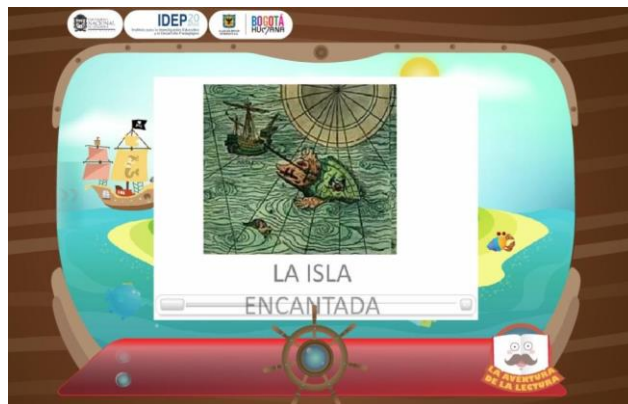 IDEP
BOGOTÁ
HUMANA
LA ISLA
ENCANTADA
LA AVENTURA
DE LA LECTURA